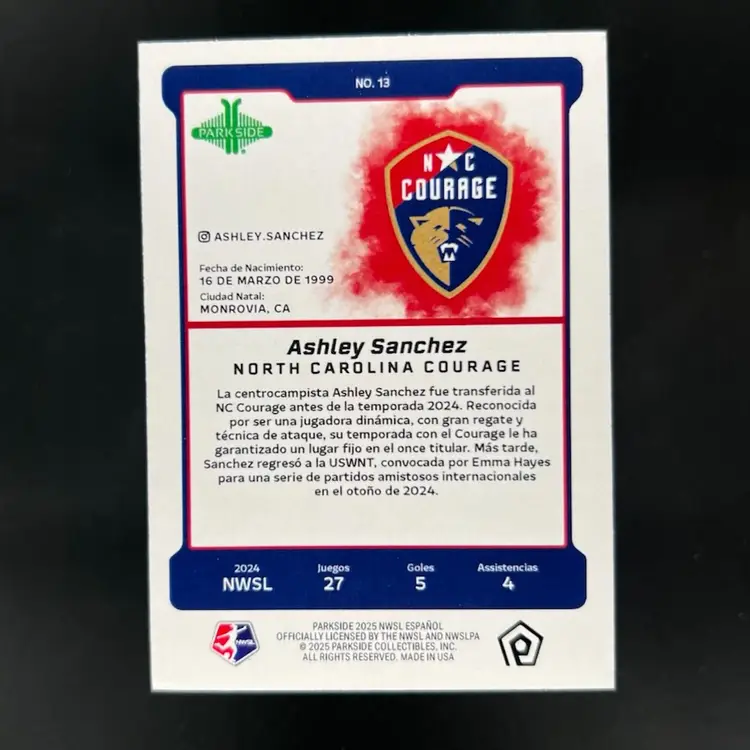 NO. 13
PARKSIDE
N C
COURAGE
ASHLEY.SANCHEZ
Fecha de Nacimiento:
16 DE MARZO DE 1999
Ciudad Natal:
MONROVIA, CA
Ashley Sanchez
NORTH CAROLINA COURAGE
La centrocampista Ashley Sanchez fue transferida al
NC Courage antes de la temporada 2024. Reconocida
por ser una jugadora dinámica, con gran regate y
técnica de ataque, su temporada con el Courage le ha
garantizado un lugar fijo en el once titular. Más tarde,
Sanchez regresó a la USWNT, convocada por Emma Hayes
para una serie de partidos amistosos internacionales
en el otoño de 2024.
2024 Juegos Goles Assistencias
NWSL 27 5 4
NWSL
PARKSIDE 2025 NWSL ESPAÑOL
OFFICIALLY LICENSED BY THE NWSL AND NWSLPA
© 2025 PARKSIDE COLLECTIBLES, INC.
ALL RIGHTS RESERVED. MADE IN USA